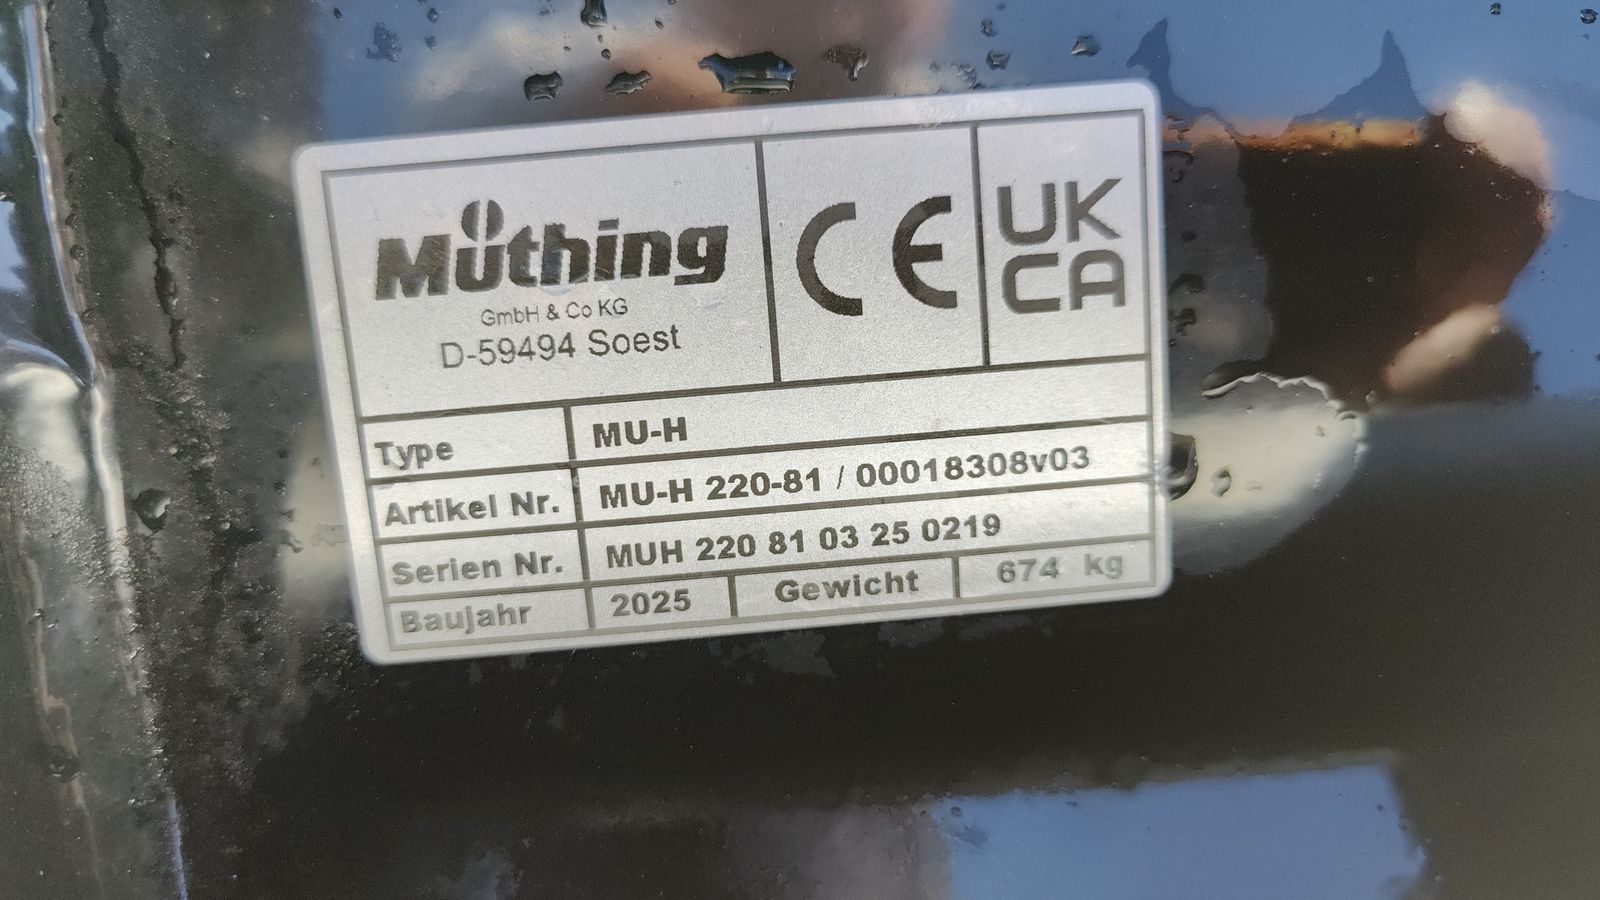 Müthing
GmbH & Co KG
D-59494 Soest
CE
UK
CA
Type MU-H
Artikel Nr. MU-H 220-81 / 00018308v03
Serien Nr. MUH 220 81 03 25 0219
Baujahr 2025 Gewicht 674 kg